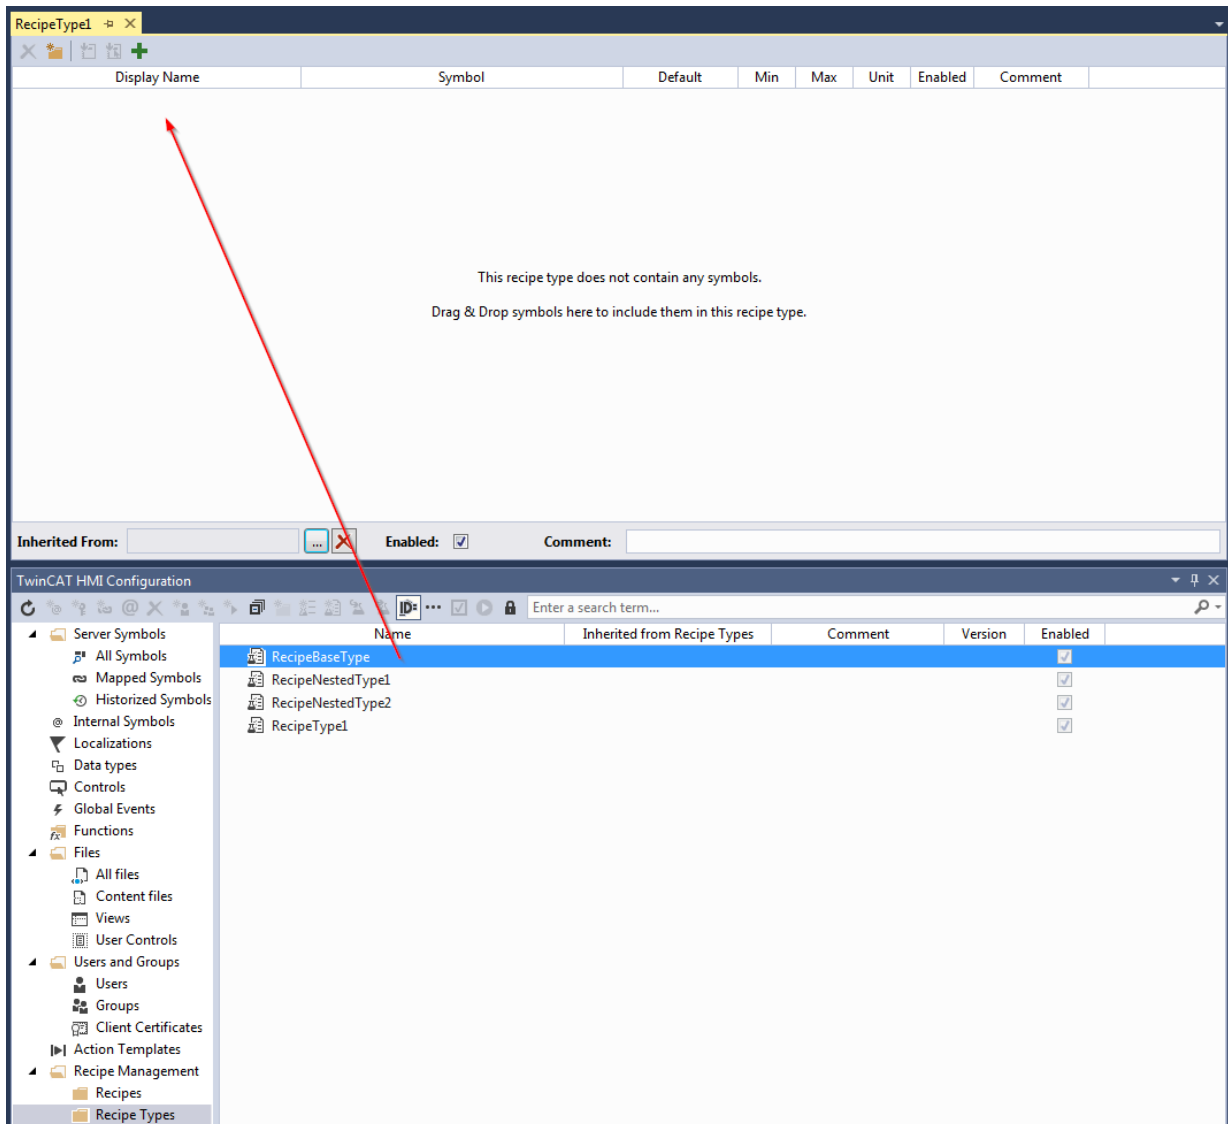 RecipeType1
Display Name Symbol Default Min Max Unit Enabled Comment
This recipe type does not contain any symbols.
Drag & Drop symbols here to include them in this recipe type.
Inherited From: ... Enabled: Comment:
TwinCAT HMI Configuration
ID: ... Enter a search term...
Server Symbols Name Inherited from Recipe Types Comment Version Enabled
All Symbols RecipeBaseType
Mapped Symbols RecipeNestedType1
Historized Symbols RecipeNestedType2
@ Internal Symbols RecipeType1
Localizations
Data types
Controls
Global Events
fx Functions
Files
All files
Content files
Views
User Controls
Users and Groups
Users
Groups
Client Certificates
Action Templates
Recipe Management
Recipes
Recipe Types